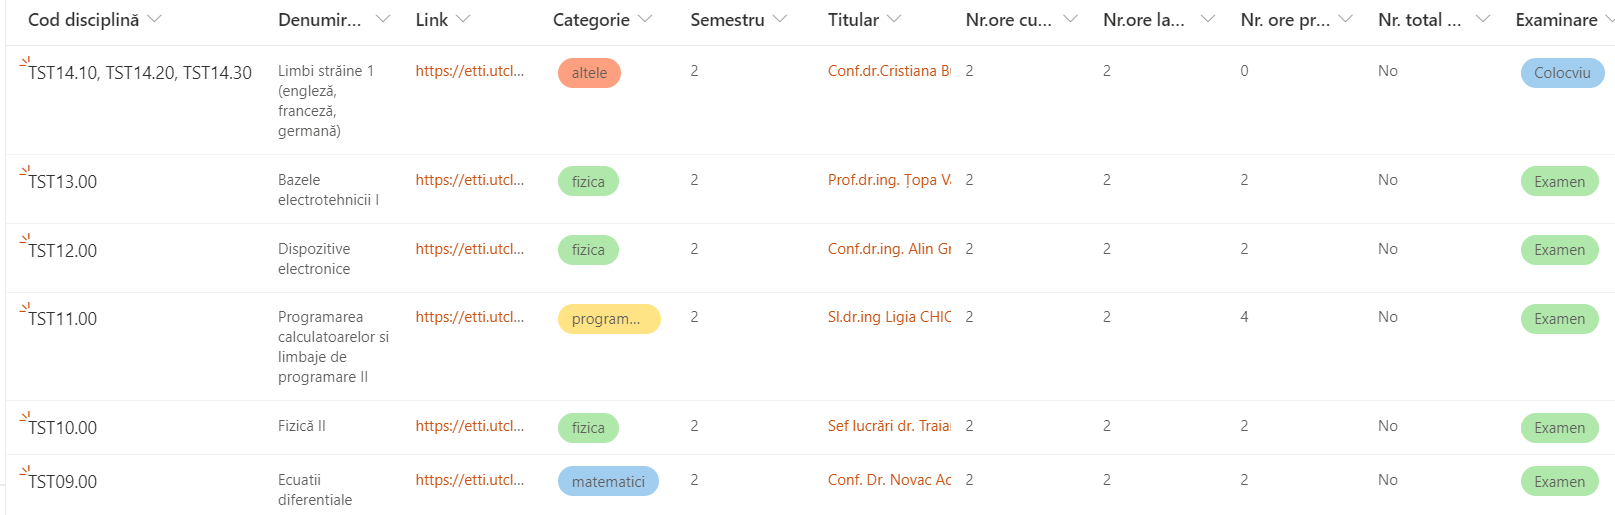 Cod disciplină Denumir... Link Categorie Semestru Titular Nr.ore cu... Nr.ore la... Nr. ore pr... Nr. total ... Examinare
TST14.10, TST14.20, TST14.30 Limbi străine 1 https://etti.utcl... altele 2 Conf.dr.Cristiana 2 2 0 No Colocviu
(engleză,
franceză,
germană)
TST13.00 Bazele https://etti.utcl... fizica 2 Prof.dr.ing. Țopa 2 2 2 No Examen
electrotehnicii I
TST12.00 Dispozitive https://etti.utcl... fizica 2 Conf.dr.ing. Alin 2 2 2 No Examen
electronice
TST11.00 Programarea https://etti.utcl... program... 2 Sl.dr.ing Ligia CHIC 2 2 4 No Examen
calculatoarelor si
limbaje de
programare II
TST10.00 Fizică II https://etti.utcl... fizica 2 Sef lucrări dr. Traia 2 2 2 No Examen
TST09.00 Ecuatii https://etti.utcl... matematici 2 Conf. Dr. Novac 2 2 2 No Examen
diferentiale